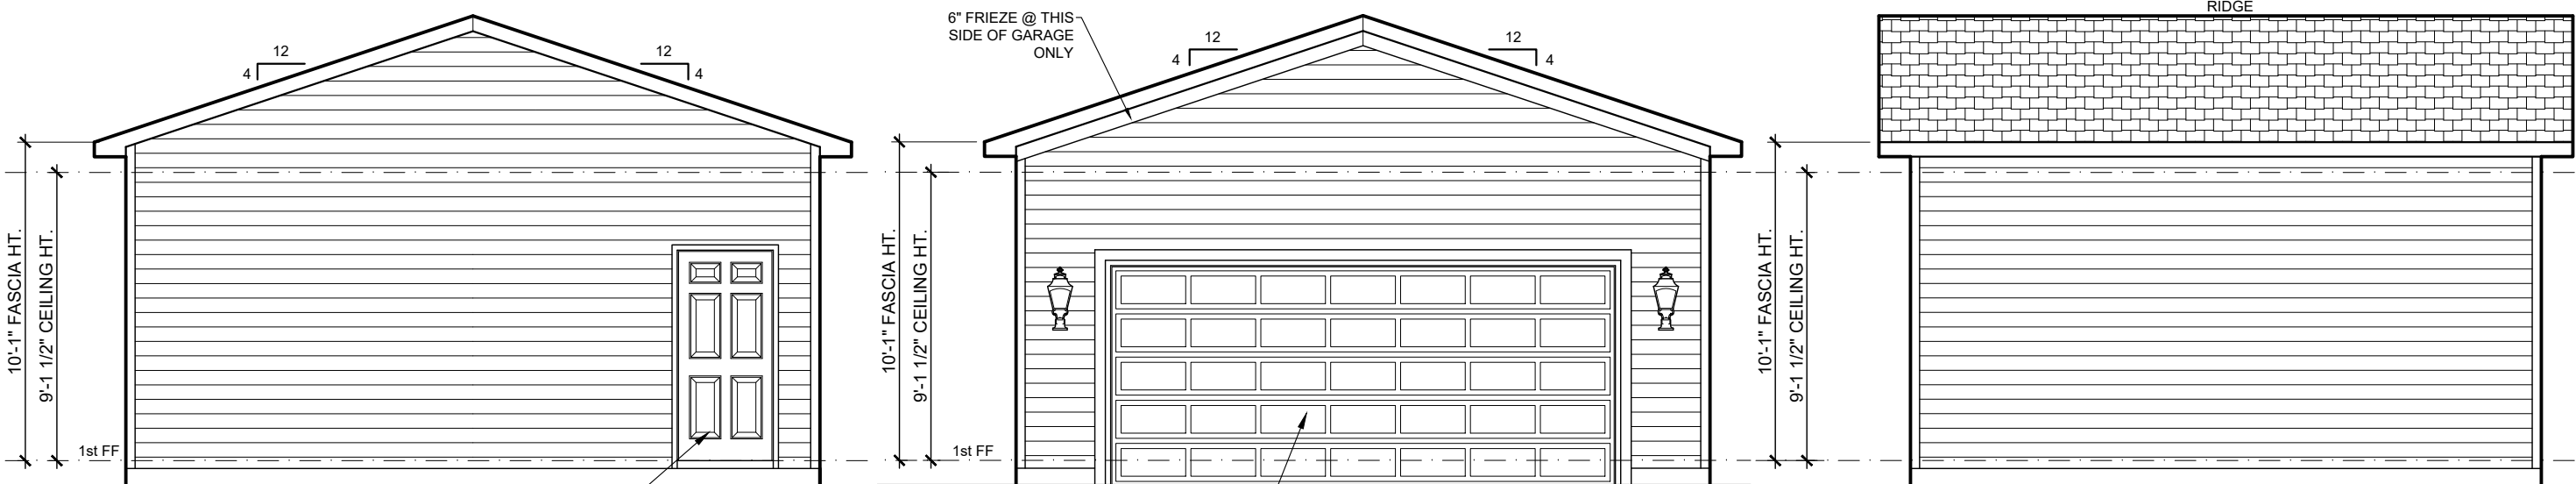 12
4
12
4
10'-1" FASCIA HT.
9'-1 1/2" CEILING HT.
1st FF
6" FRIEZE @ THIS
SIDE OF GARAGE
ONLY
12
4
12
4
10'-1" FASCIA HT.
9'-1 1/2" CEILING HT.
1st FF
RIDGE
10'-1" FASCIA HT.
9'-1 1/2" CEILING HT.